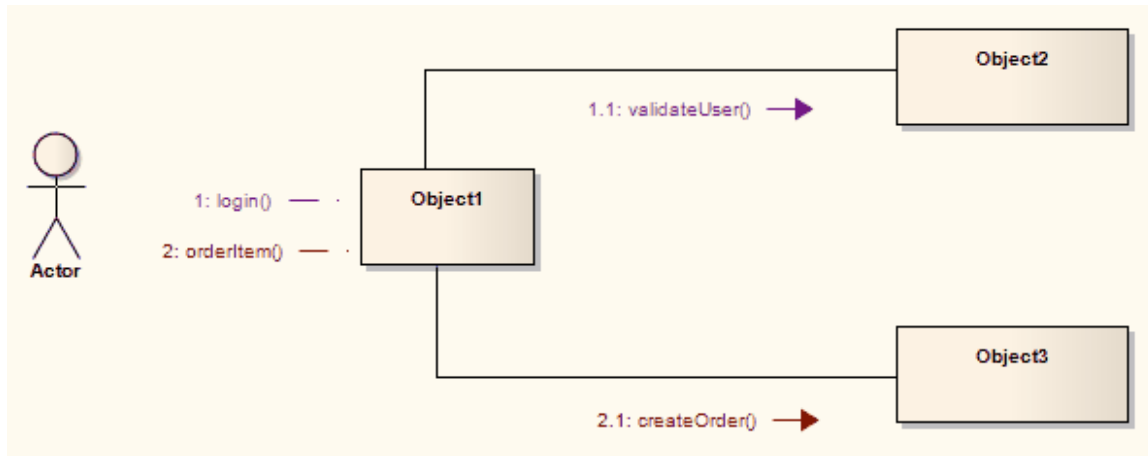 Object2
1.1: validateUser()
1: login()
Object1
2: orderItem()
Actor
Object3
2.1: createOrder()